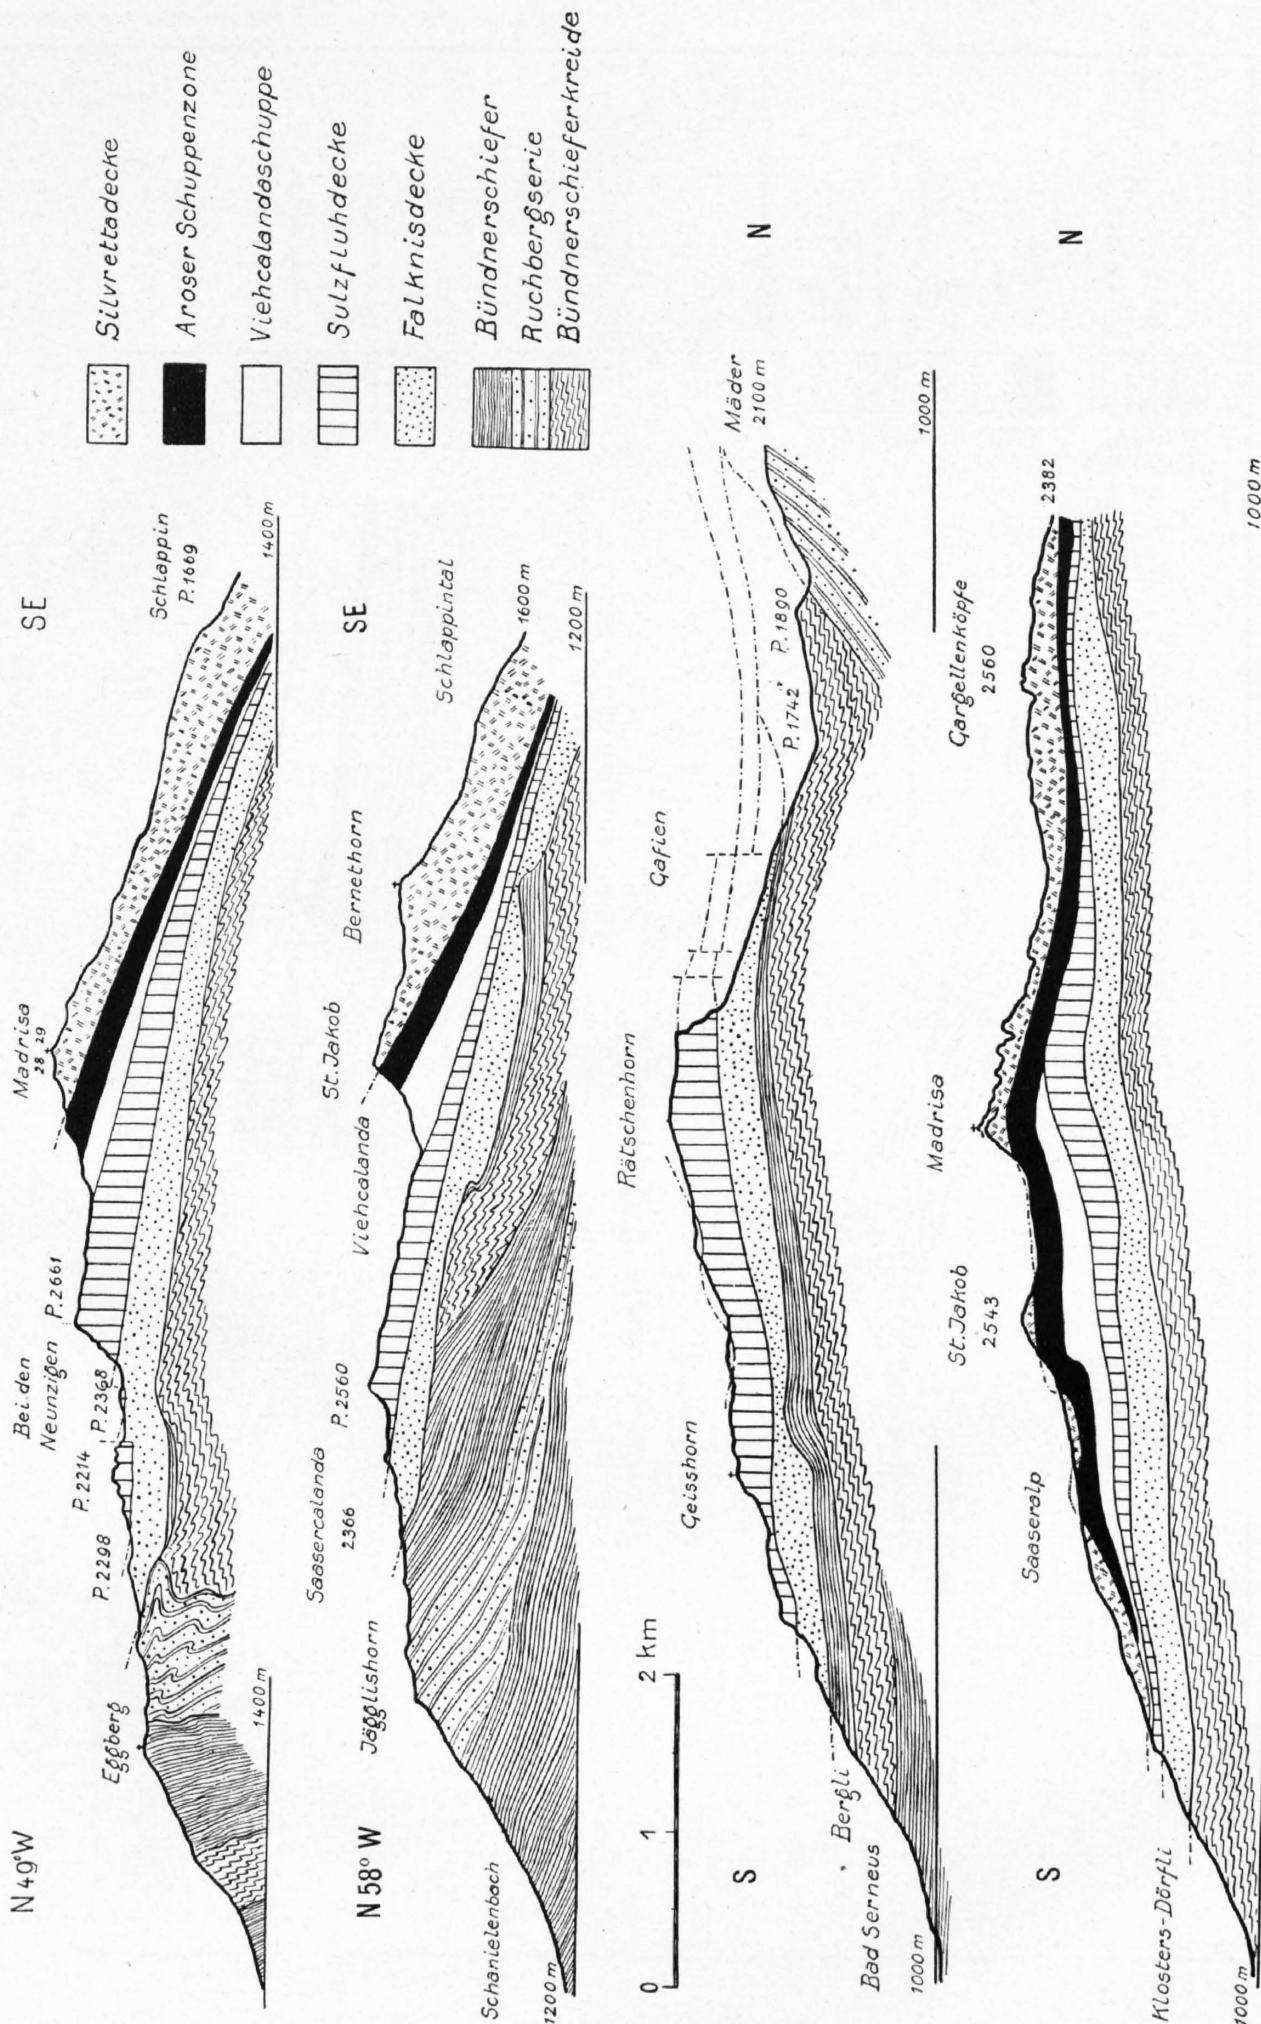 N 49°W
SE
Eggberg
P. 2298
P. 2214
P. 2368
Bei den
Neunzigen
P. 2661
Madrisa
28 29
Schlappin
P. 1669
1400 m
1400 m
N 58° W
SE
Schanielenbach
1200 m
Jägglishorn
Saasercalanda
2366
P. 2560
Viehcalanda
St. Jakob
Bernethorn
Schlappintal
1600 m
1200 m
Silvrettadecke
Aroser Schuppenzone
Viehcalandaschuppe
Sulzfluhdecke
Falknisdecke
Bündnerschiefer
Ruchbergserie
Bündnerschieferkreide
0 1 2 km
S
N
Bad Serneus
1000 m
Bergli
Geisshorn
Rätschenhorn
Gafien
P. 1742
P. 1890
Mäder
2100 m
1000 m
S
N
Klosters-Dörfli
1000 m
Saaseralp
St. Jakob
2543
Madrisa
Gargellenköpfe
2560
2382
1000 m